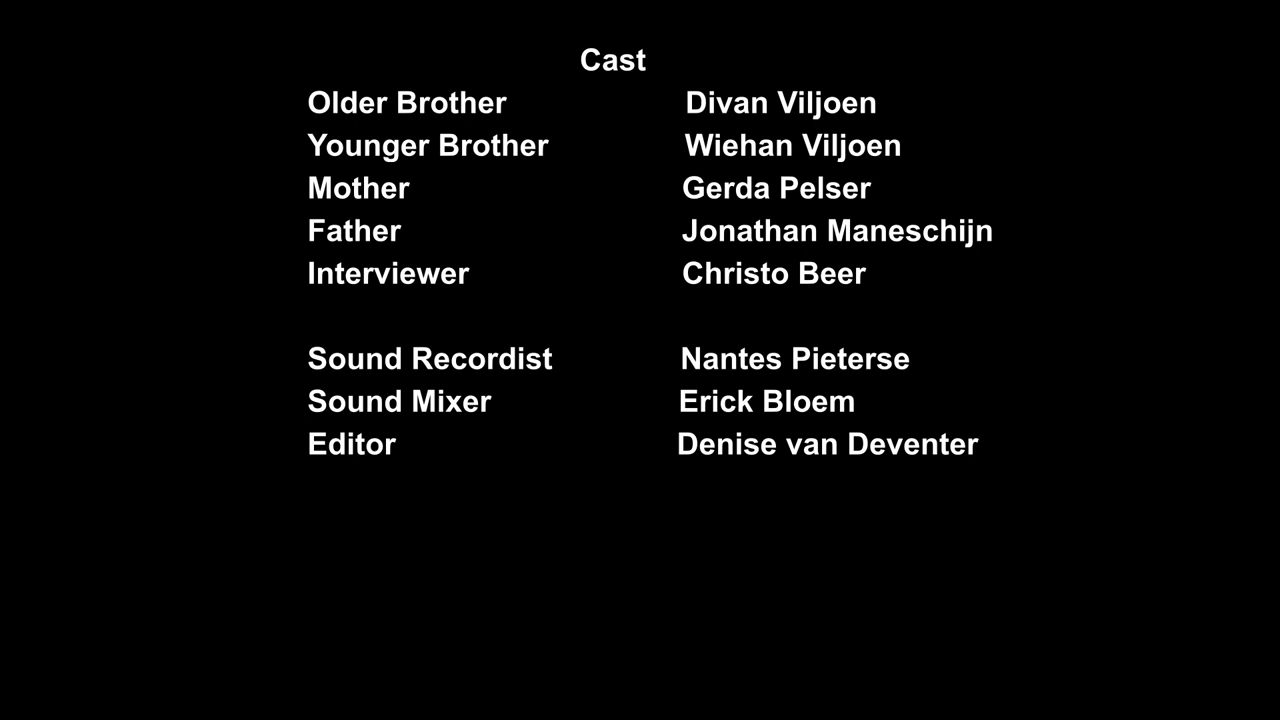 Cast
Older Brother Divan Viljoen
Younger Brother Wiehan Viljoen
Mother Gerda Pelser
Father Jonathan Maneschijn
Interviewer Christo Beer
Sound Recordist Nantes Pieterse
Sound Mixer Erick Bloem
Editor Denise van Deventer